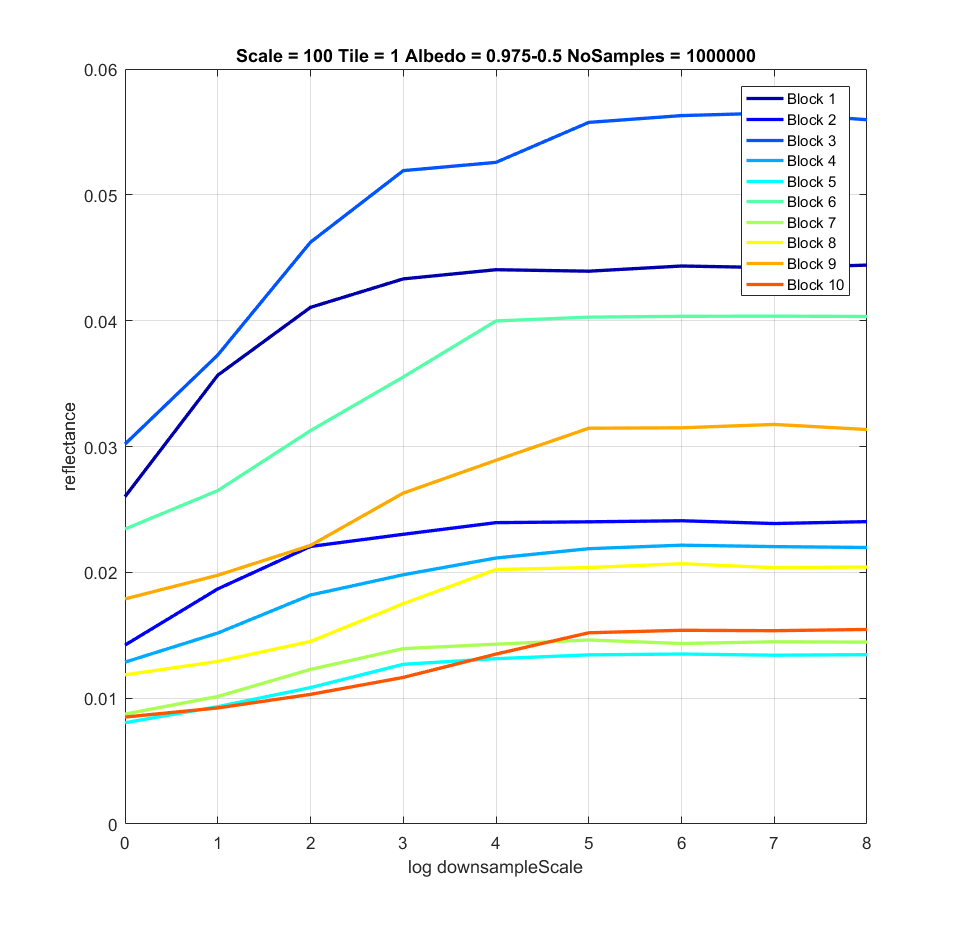 Scale = 100 Tile = 1 Albedo = 0.975-0.5 NoSamples = 1000000
0.06
0.05
0.04
0.03
0.02
0.01
0
reflectance
Block 1
Block 2
Block 3
Block 4
Block 5
Block 6
Block 7
Block 8
Block 9
Block 10
0 1 2 3 4 5 6 7 8
log downsampleScale